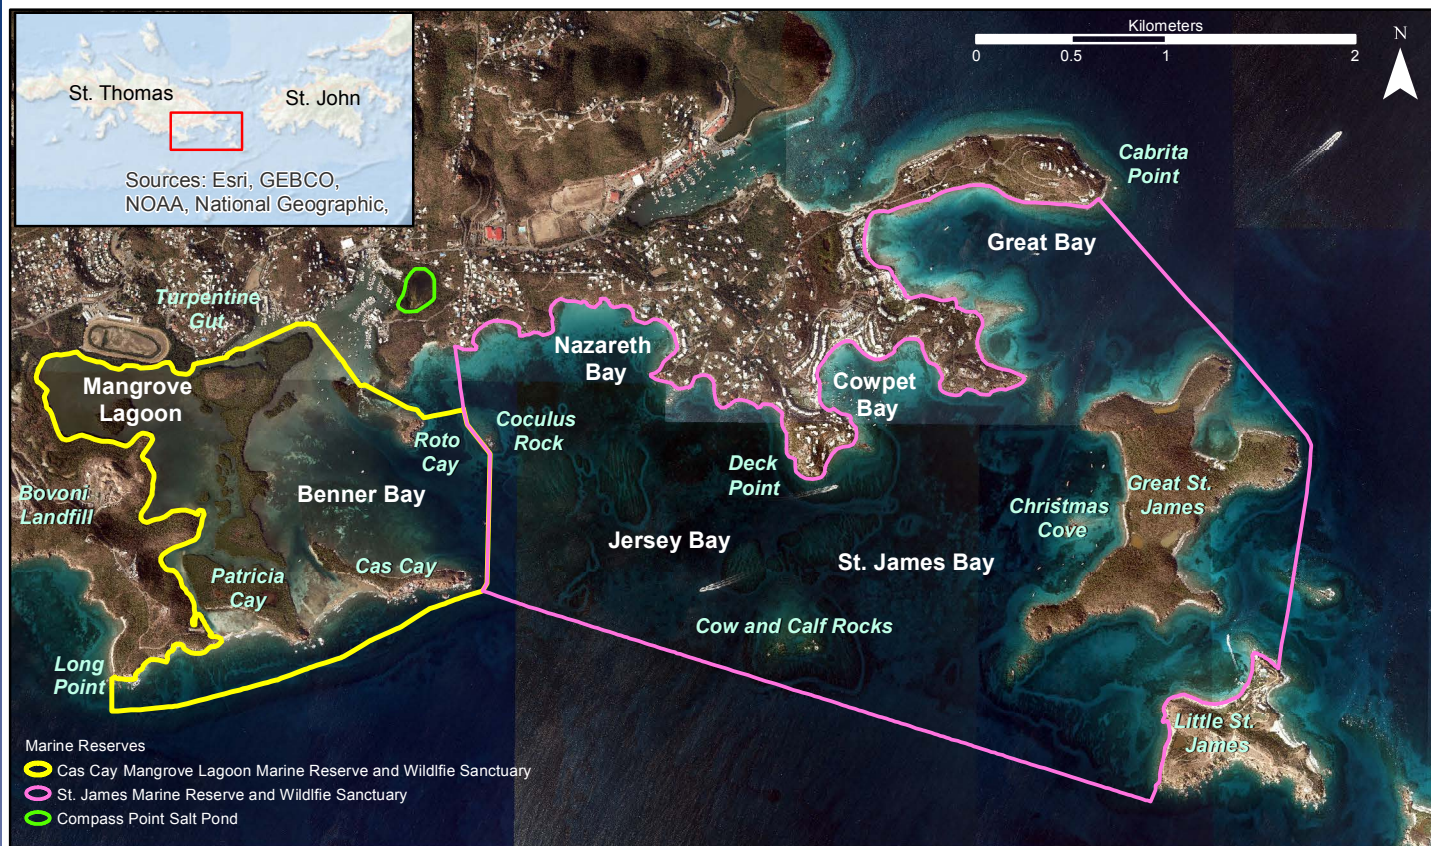 St. Thomas
St. John
Sources: Esri, GEBCO,
NOAA, National Geographic,
Kilometers
0 0.5 1 2
N
Cabrita
Point
Great Bay
Turpentine
Gut
Nazareth
Bay
Mangrove
Lagoon
Cowpet
Bay
Coculus
Rock
Roto
Cay
Deck
Point
Bovoni
Landfill
Benner Bay
Christmas
Cove
Great St.
James
Jersey Bay
St. James Bay
Patricia
Cay
Cas Cay
Cow and Calf Rocks
Long
Point
Little St.
James
Marine Reserves
Cas Cay Mangrove Lagoon Marine Reserve and Wildlfie Sanctuary
St. James Marine Reserve and Wildlfie Sanctuary
Compass Point Salt Pond